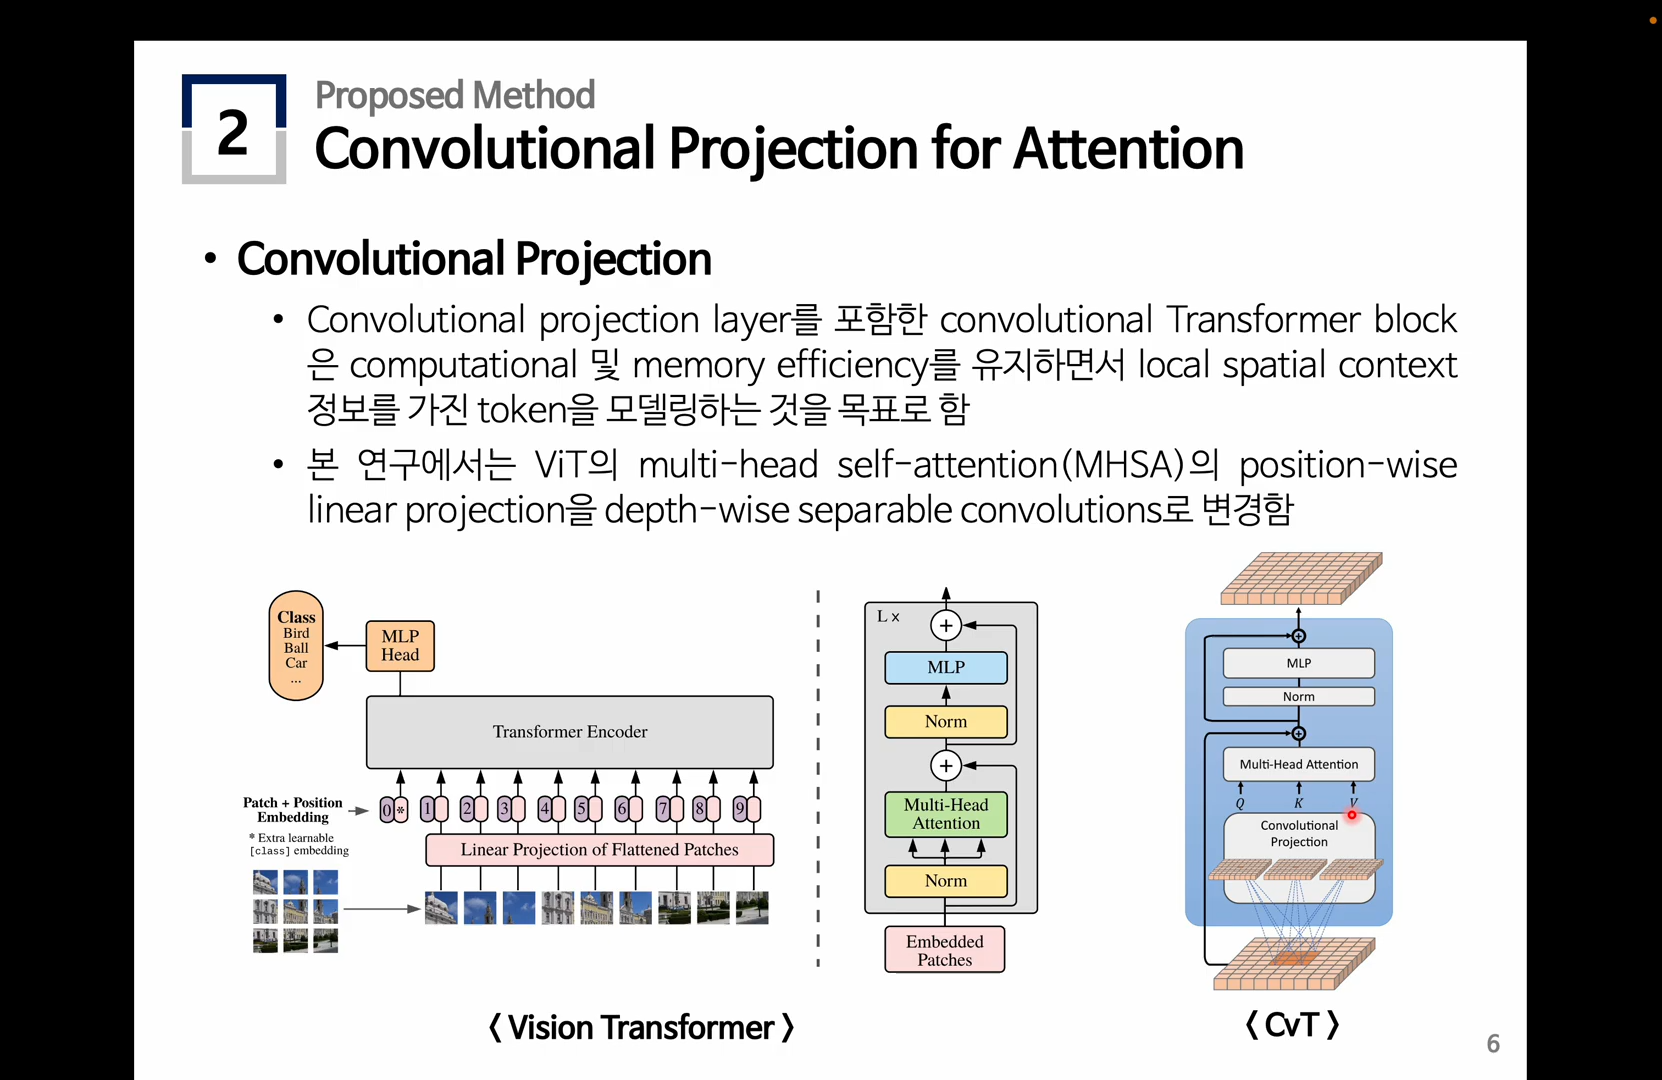 2
Proposed Method
Convolutional Projection for Attention
• Convolutional Projection
• Convolutional projection layer를 포함한 convolutional Transformer block
은 computational 및 memory efficiency를 유지하면서 local spatial context
정보를 가진 token을 모델링하는 것을 목표로 함
• 본 연구에서는 ViT의 multi-head self-attention(MHSA)의 position-wise
linear projection을 depth-wise separable convolutions로 변경함
Class
Bird
Ball
Car
...
MLP
Head
Transformer Encoder
Patch + Position
Embedding
0 * 1 2 3 4 5 6 7 8 9
* Extra learnable
[class] embedding
Linear Projection of Flattened Patches
L x
+
MLP
Norm
+
Multi-Head
Attention
Norm
Embedded
Patches
+
MLP
Norm
+
Multi-Head Attention
Q K V
Convolutional
Projection
⟨ Vision Transformer ⟩
⟨ CvT ⟩
6